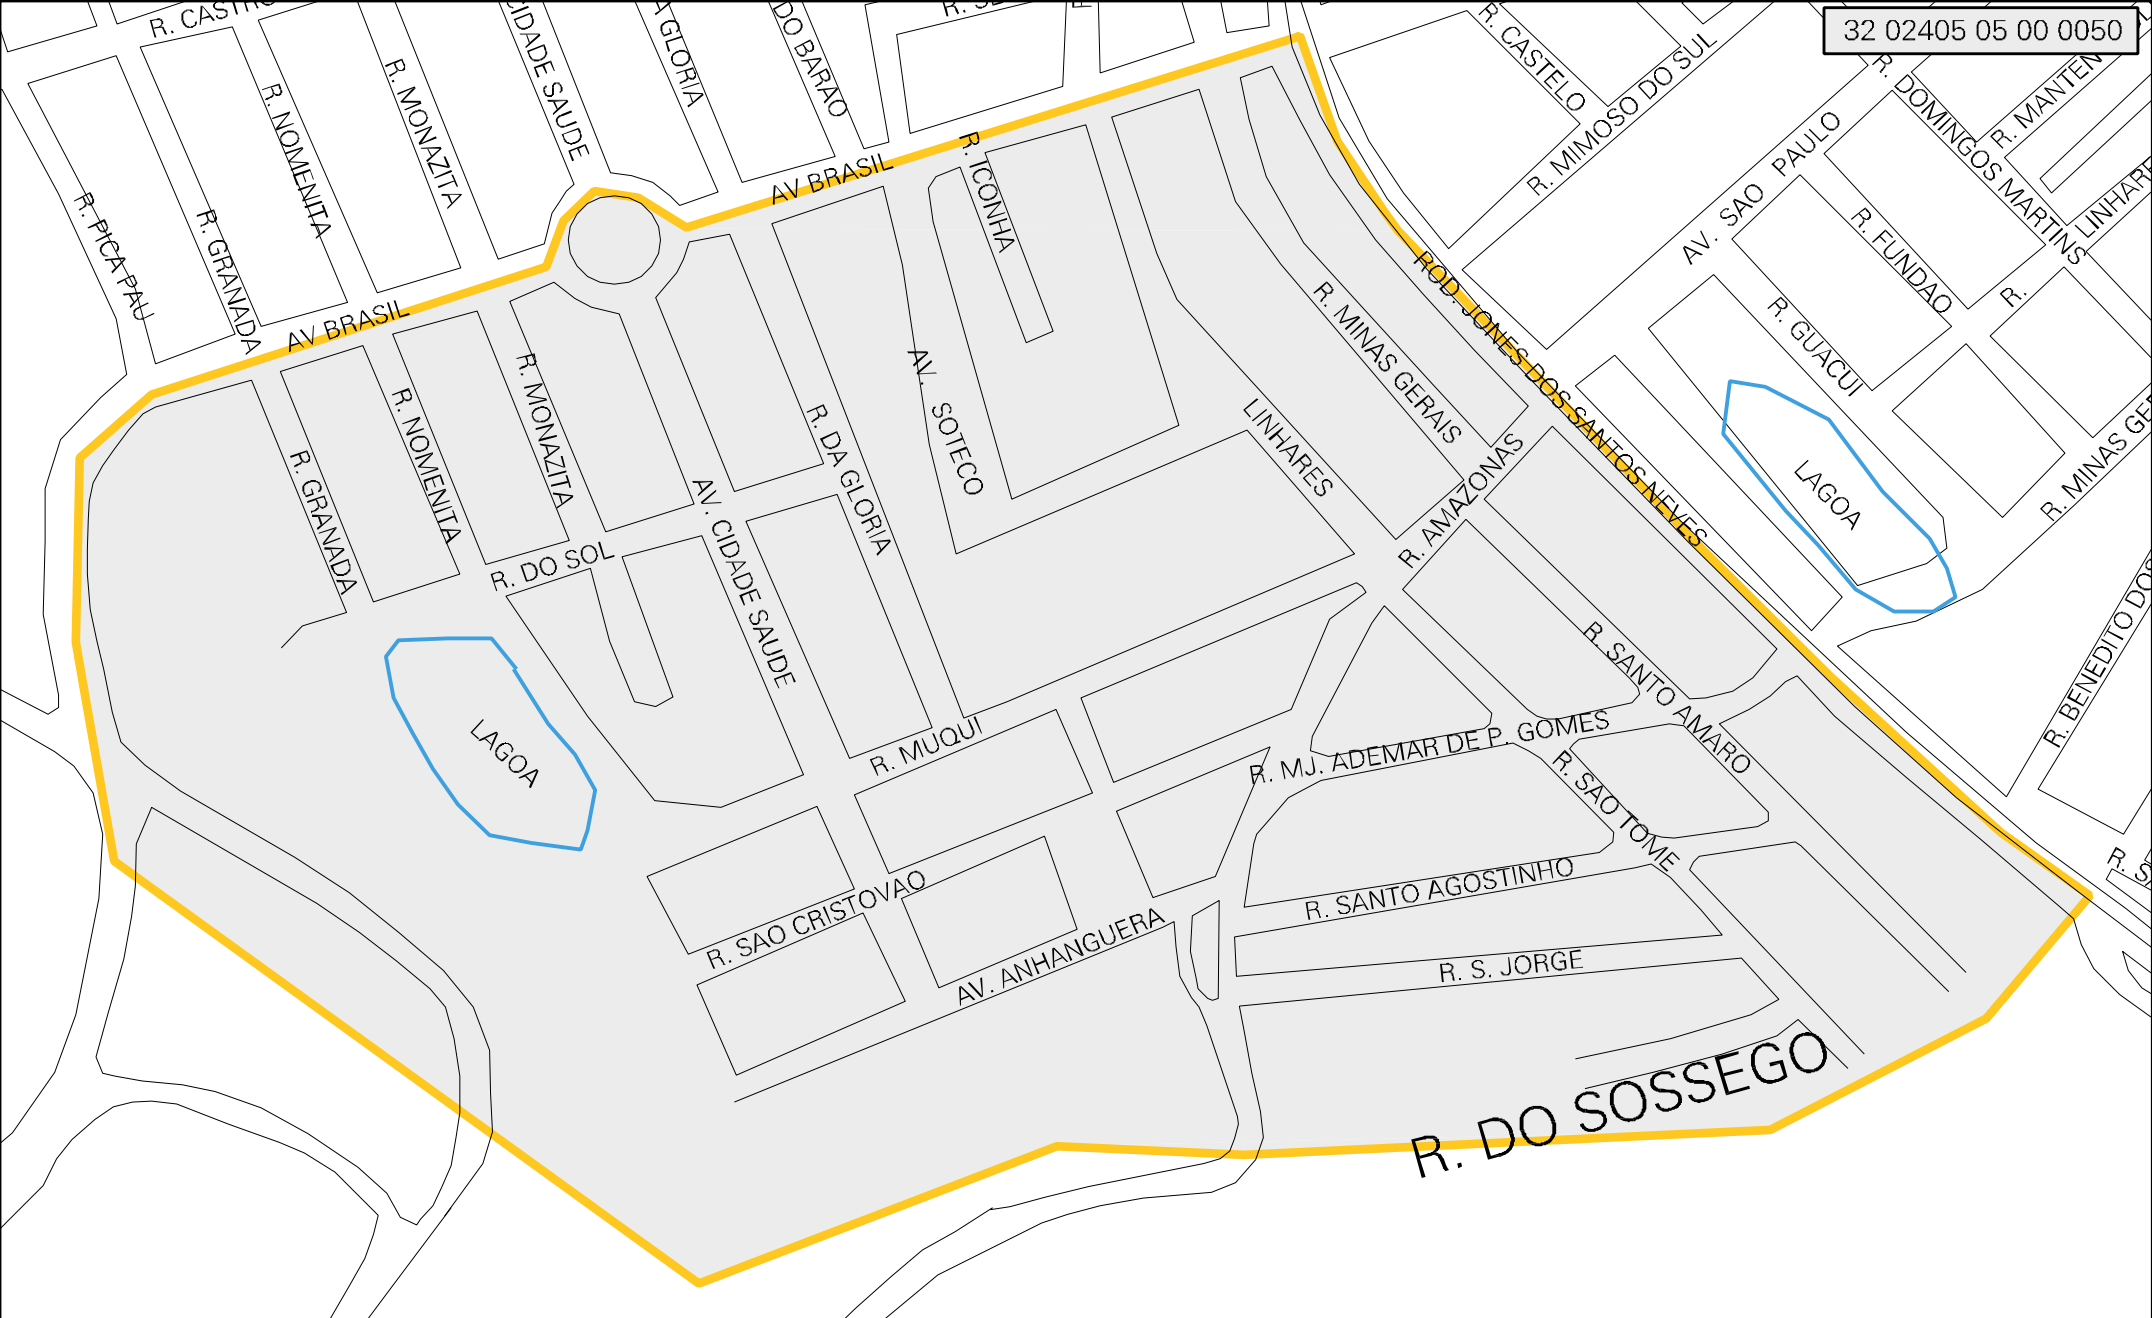 32 02405 05 00 0050
R. CASTRO
CIDADE SAUDE
A GLORIA
DO BARAO
R. CASTELO
R. MIMOSO DO SUL
R. MONAZITA
R. NOMENITA
R. DOMINGOS MARTINS
R. MANTEN
AV. SAO PAULO
LINHARE
R. PICA PAU
R. GRANADA
AV BRASIL
R. ICONHA
R. FUNDAO
R.
AV BRASIL
R. MINAS GERAIS
ROD. JONES DOS SANTOS NEVES
R. GUACUI
R. MONAZITA
R. NOMENITA
AV. SOTECO
R. DA GLORIA
LINHARES
R. AMAZONAS
LAGOA
R. MINAS GER
R. GRANADA
AV. CIDADE SAUDE
R. DO SOL
R. BENEDITO DOS
R. SANTO AMARO
LAGOA
R. MUQUI
R. MJ. ADEMAR DE P. GOMES
R. SAO TOME
R. SAO CRISTOVAO
R. SANTO AGOSTINHO
AV. ANHANGUERA
R. S. JORGE
R. DO SOSSEGO